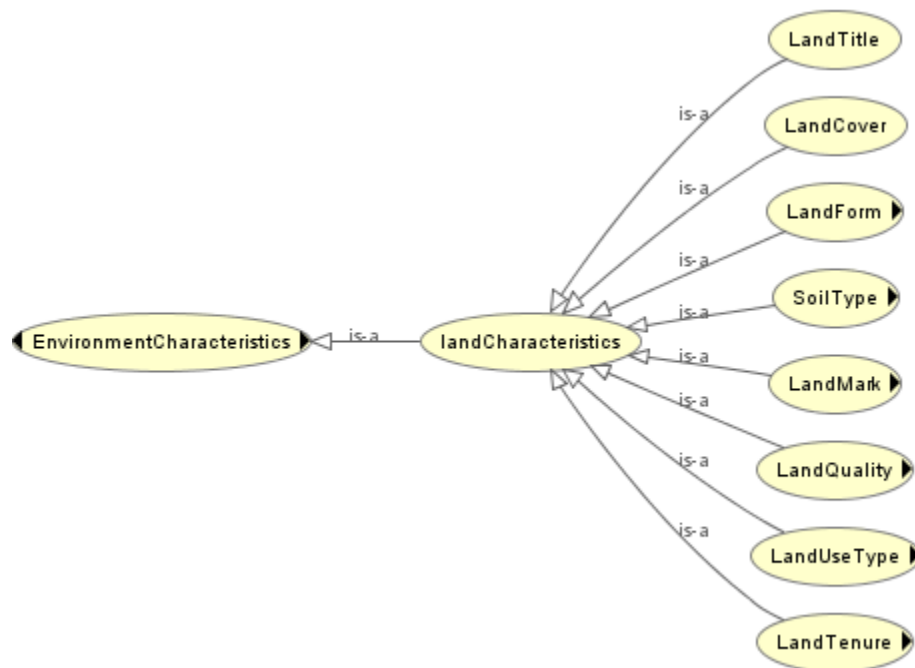 LandTitle
is-a
LandCover
is-a
LandForm
is-a
SoilType
is-a
EnvironmentCharacteristics
is-a
landCharacteristics
is-a
LandMark
is-a
LandQuality
is-a
LandUseType
is-a
LandTenure